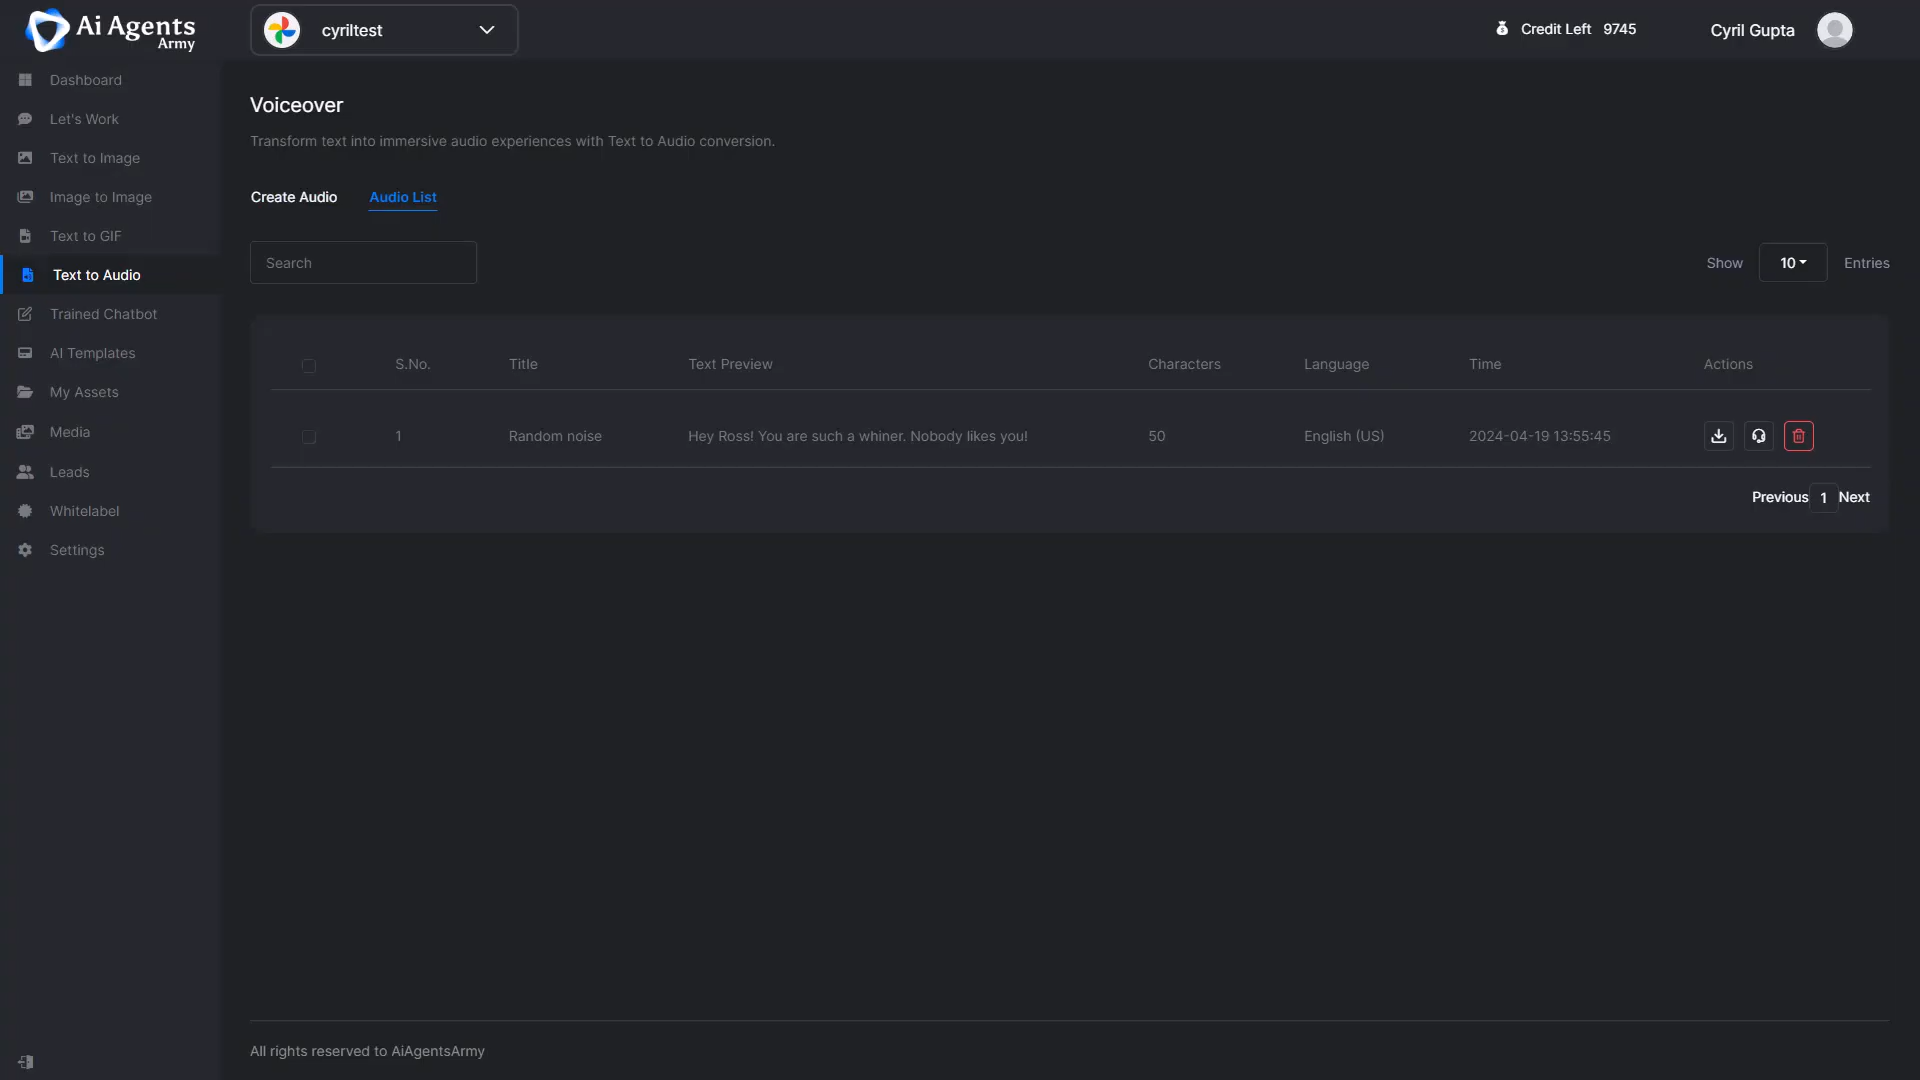 Ai Agents
Army
cyriltest
Credit Left 9745
Cyril Gupta
Dashboard
Let's Work
Text to Image
Image to Image
Text to GIF
Text to Audio
Trained Chatbot
AI Templates
My Assets
Media
Leads
Whitelabel
Settings
Voiceover
Transform text into immersive audio experiences with Text to Audio conversion.
Create Audio Audio List
Search
Show 10 Entries
S.No. Title Text Preview Characters Language Time Actions
1 Random noise Hey Ross! You are such a whiner. Nobody likes you! 50 English (US) 2024-04-19 13:55:45
Previous 1 Next
All rights reserved to AiAgentsArmy